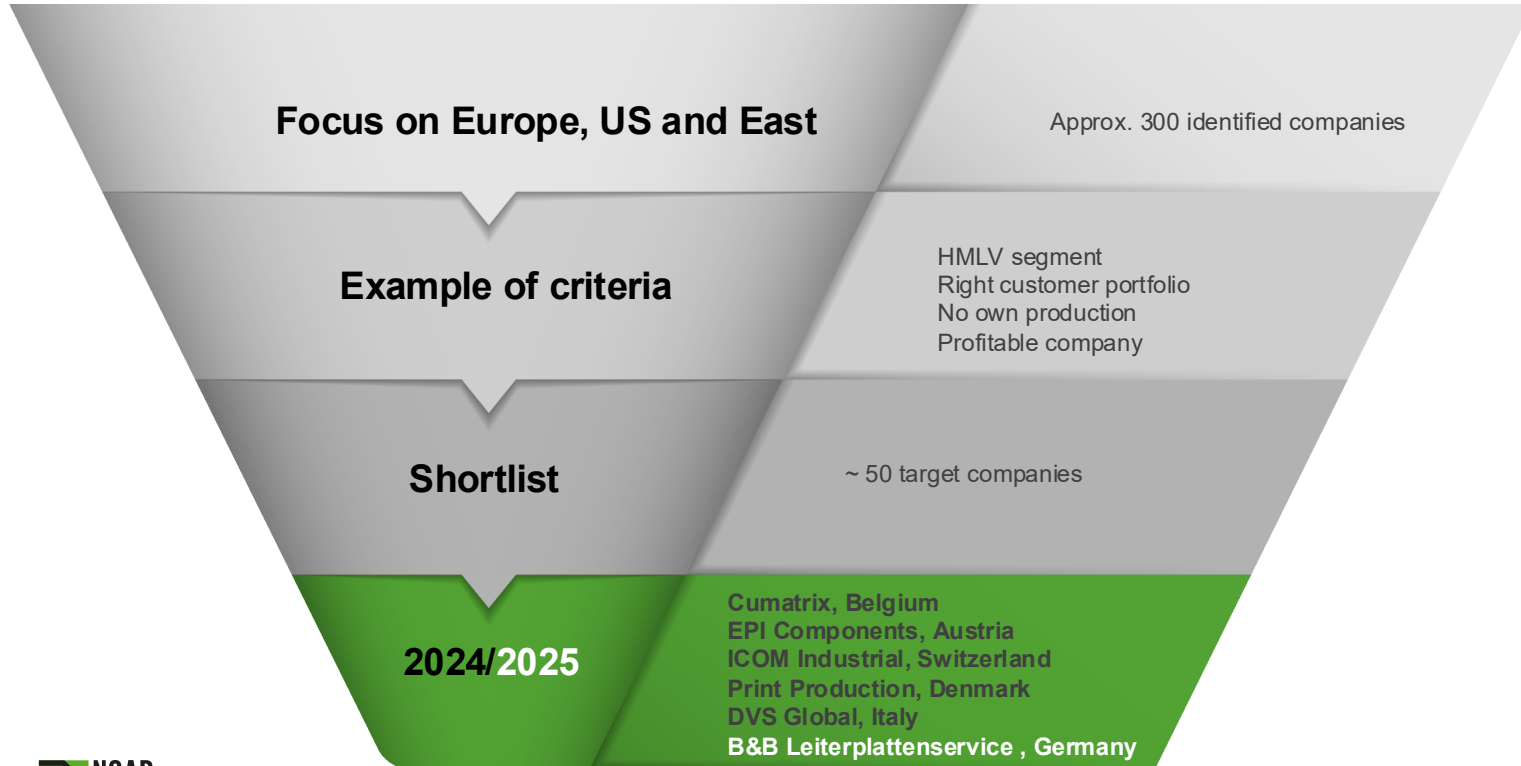 Focus on Europe, US and East
Approx. 300 identified companies
Example of criteria
HMLV segment
Right customer portfolio
No own production
Profitable company
Shortlist
~ 50 target companies
2024/2025
Cumatrix, Belgium
EPI Components, Austria
ICOM Industrial, Switzerland
Print Production, Denmark
DVS Global, Italy
B&B Leiterplattenservice , Germany
NCAB